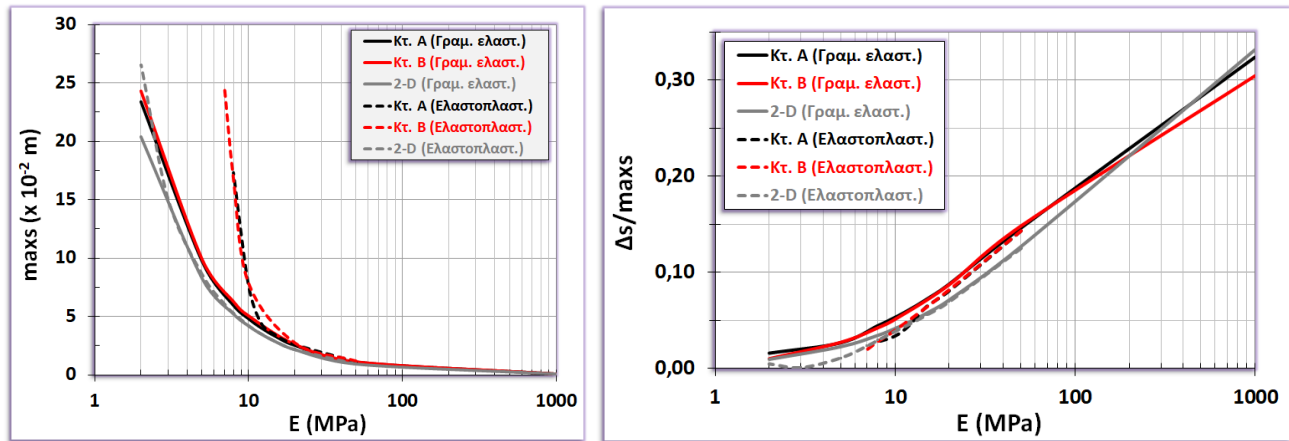 30
25
20
15
10
5
0
maxs (x 10⁻² m)
Κτ. Α (Γραμ. ελαστ.)
Κτ. Β (Γραμ. ελαστ.)
2-D (Γραμ. ελαστ.)
Κτ. Α (Ελαστοπλαστ.)
Κτ. Β (Ελαστοπλαστ.)
2-D (Ελαστοπλαστ.)
1 10 100 1000
E (MPa)
0,30
0,20
0,10
0,00
Δs/maxs
Κτ. Α (Γραμ. ελαστ.)
Κτ. Β (Γραμ. ελαστ.)
2-D (Γραμ. ελαστ.)
Κτ. Α (Ελαστοπλαστ.)
Κτ. Β (Ελαστοπλαστ.)
2-D (Ελαστοπλαστ.)
1 10 100 1000
E (MPa)